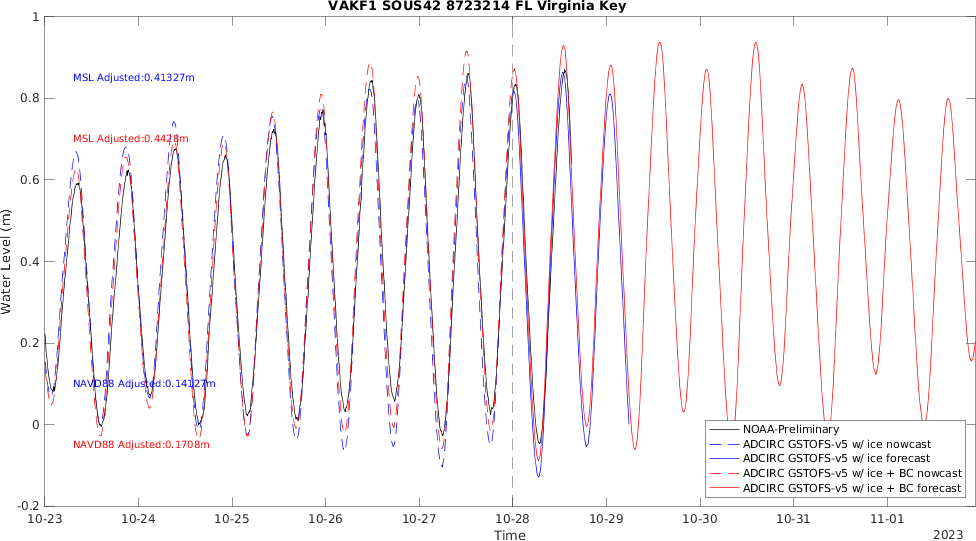 VAKF1 SOUS42 8723214 FL Virginia Key
1
0.8
0.6
0.4
0.2
0
-0.2
Water Level (m)
MSL Adjusted:0.41327m
MSL Adjusted:0.4428m
NAVD88 Adjusted:0.14127m
NAVD88 Adjusted:0.1708m
NOAA-Preliminary
ADCIRC GSTOFS-v5 w/ ice nowcast
ADCIRC GSTOFS-v5 w/ ice forecast
ADCIRC GSTOFS-v5 w/ ice + BC nowcast
ADCIRC GSTOFS-v5 w/ ice + BC forecast
10-23 10-24 10-25 10-26 10-27 10-28 10-29 10-30 10-31 11-01
Time
2023